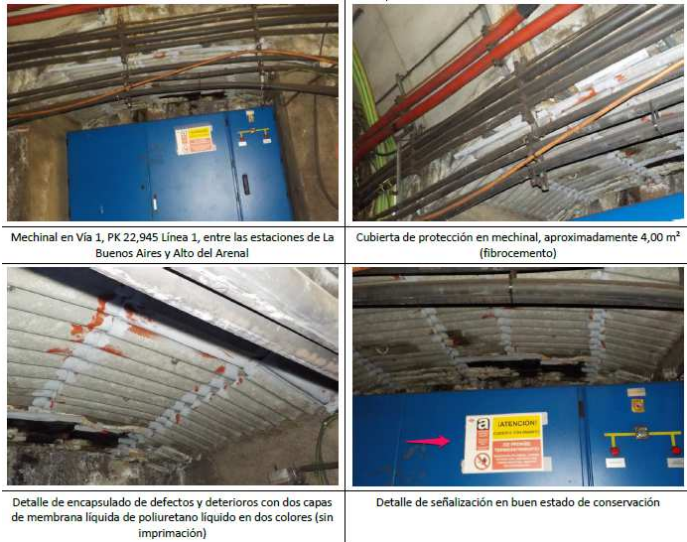 Mechinal en Vía 1, PK 22,945 Línea 1, entre las estaciones de La
Buenos Aires y Alto del Arenal
Cubierta de protección en mechinal, aproximadamente 4,00 m²
(fibrocemento)
a
¡ATENCIÓN!
Detalle de encapsulado de defectos y deterioros con dos capas
de membrana líquida de poliuretano líquido en dos colores (sin
imprimación)
Detalle de señalización en buen estado de conservación